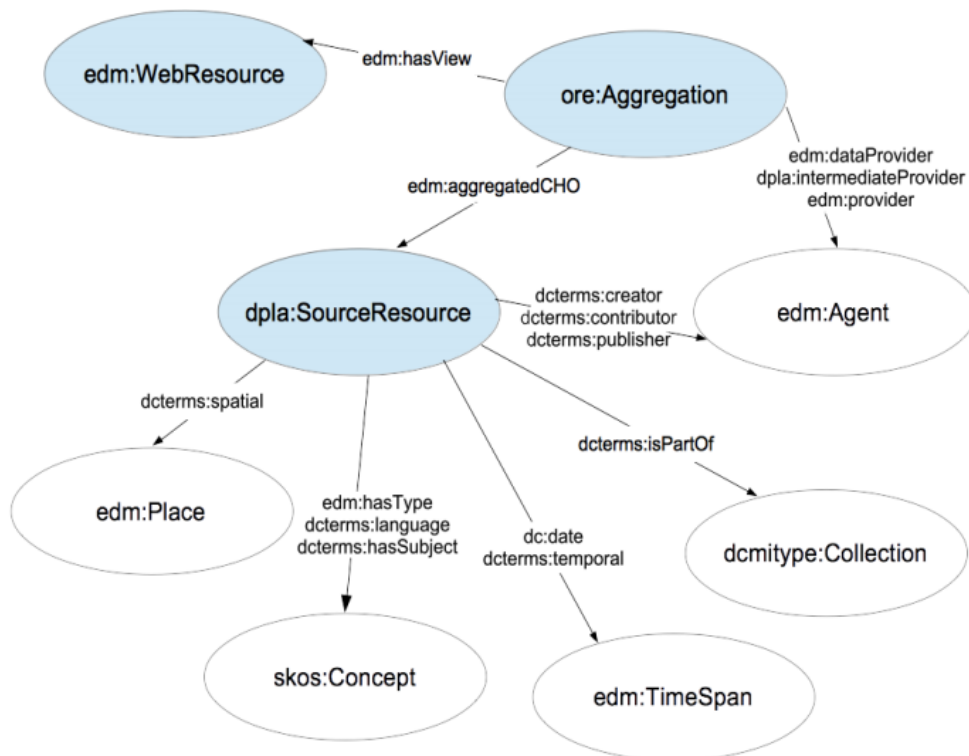 edm:hasView
edm:WebResource
ore:Aggregation
edm:dataProvider
dpla:intermediateProvider
edm:provider
edm:aggregatedCHO
dpla:SourceResource
dcterms:creator
dcterms:contributor
dcterms:publisher
edm:Agent
dcterms:spatial
dcterms:isPartOf
edm:Place
edm:hasType
dcterms:language
dcterms:hasSubject
dc:date
dcterms:temporal
dcmitype:Collection
skos:Concept
edm:TimeSpan